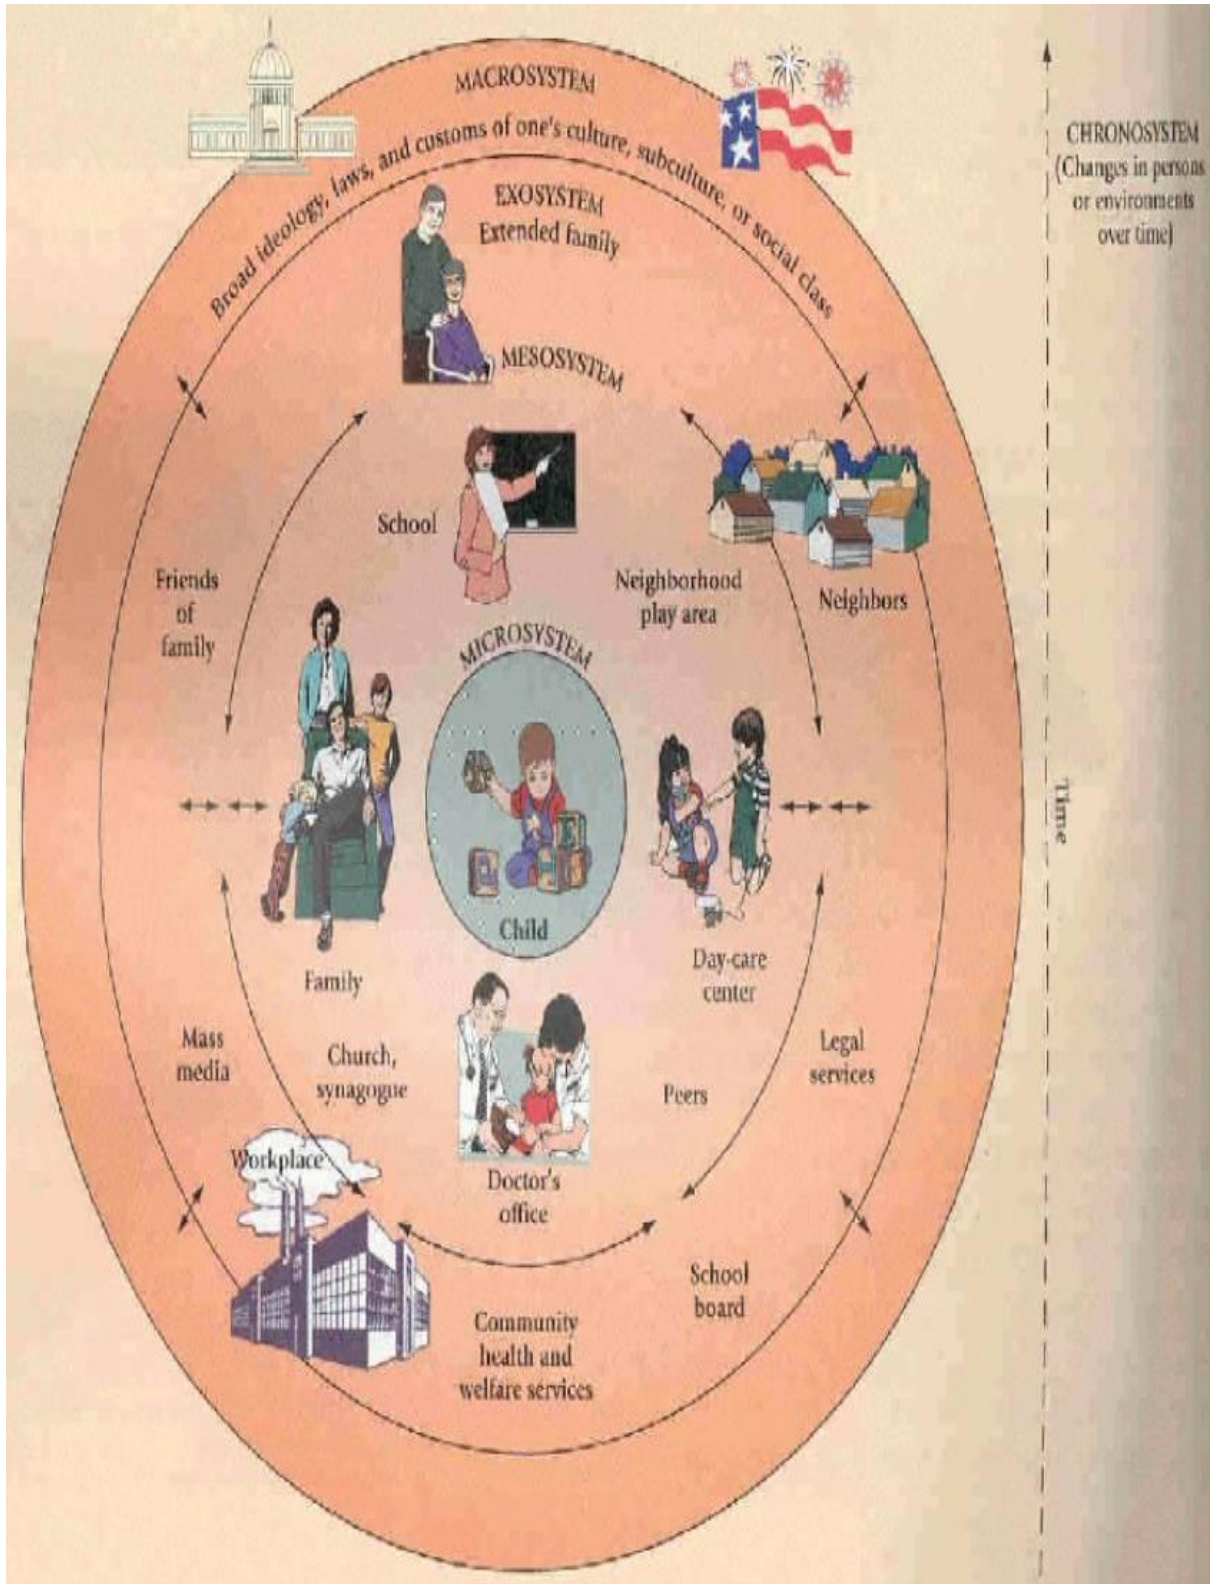 MACROSYSTEM
Broad ideology, laws, and customs of one's culture, subculture, or social class
CHRONOSYSTEM
(Changes in persons
or environments
over time)
EXOSYSTEM
Extended family
MESOSYSTEM
School
Friends
of
family
Neighborhood
play area
Neighbors
MICROSYSTEM
Time
Child
Family
Day-care
center
Mass
media
Church,
synagogue
Legal
services
Peers
Workplace
Doctor's
office
School
board
Community
health and
welfare services